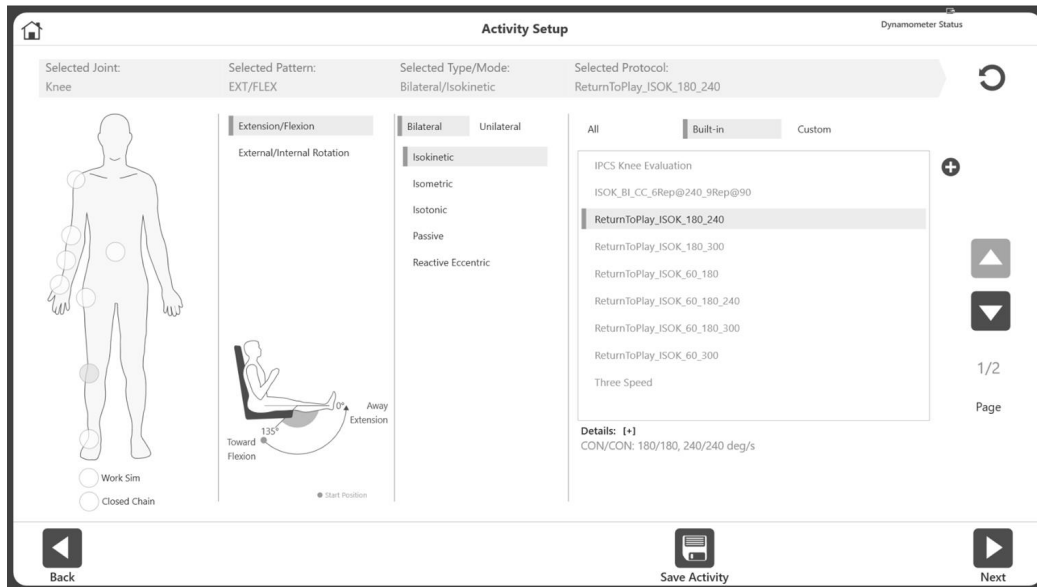 Activity Setup
Dynamometer Status
Selected Joint:
Knee
Selected Pattern:
EXT/FLEX
Selected Type/Mode:
Bilateral/Isokinetic
Selected Protocol:
ReturnToPlay_ISOK_180_240
Extension/Flexion
External/Internal Rotation
135°
0°
Away
Extension
Toward
Flexion
Start Position
Work Sim
Closed Chain
Bilateral Unilateral
Isokinetic
Isometric
Isotonic
Passive
Reactive Eccentric
All Built-in Custom
IPCS Knee Evaluation
ISOK_BI_CC_6Rep@240_9Rep@90
ReturnToPlay_ISOK_180_240
ReturnToPlay_ISOK_180_300
ReturnToPlay_ISOK_60_180
ReturnToPlay_ISOK_60_180_240
ReturnToPlay_ISOK_60_180_300
ReturnToPlay_ISOK_60_300
Three Speed
Details: [+]
CON/CON: 180/180, 240/240 deg/s
1/2
Page
Back
Save Activity
Next